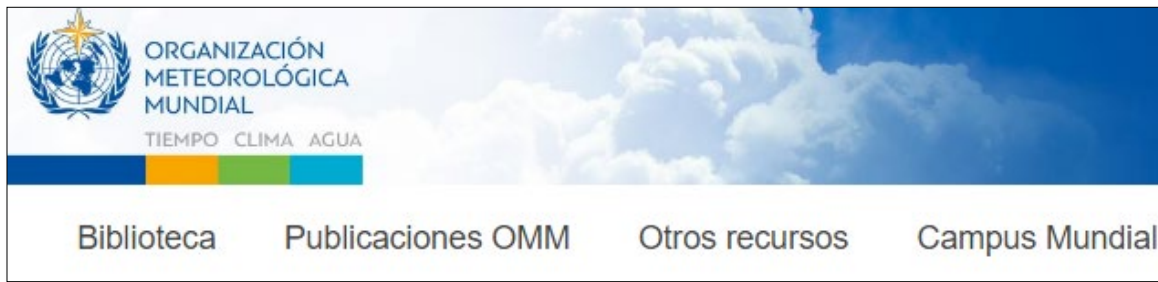 ORGANIZACIÓN
METEOROLÓGICA
MUNDIAL
TIEMPO CLIMA AGUA
Biblioteca Publicaciones OMM Otros recursos Campus Mundial